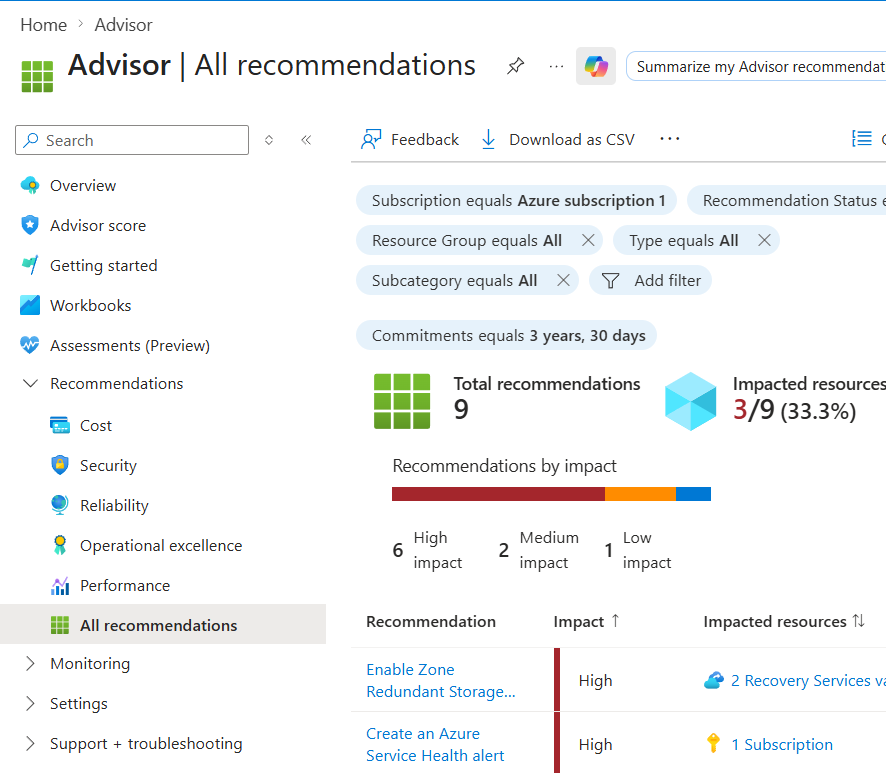 Home > Advisor
Advisor | All recommendations ... Summarize my Advisor recommendat
Search
Feedback Download as CSV ...
Overview
Advisor score
Getting started
Workbooks
Assessments (Preview)
Recommendations
Cost
Security
Reliability
Operational excellence
Performance
All recommendations
Monitoring
Settings
Support + troubleshooting
Subscription equals Azure subscription 1 Recommendation Status e
Resource Group equals All Type equals All
Subcategory equals All Add filter
Commitments equals 3 years, 30 days
Total recommendations
9
Impacted resources
3/9 (33.3%)
Recommendations by impact
6 High impact
2 Medium impact
1 Low impact
Recommendation Impact ↑ Impacted resources ↑↓
Enable Zone
Redundant Storage...
High
2 Recovery Services va
Create an Azure
Service Health alert
High
1 Subscription